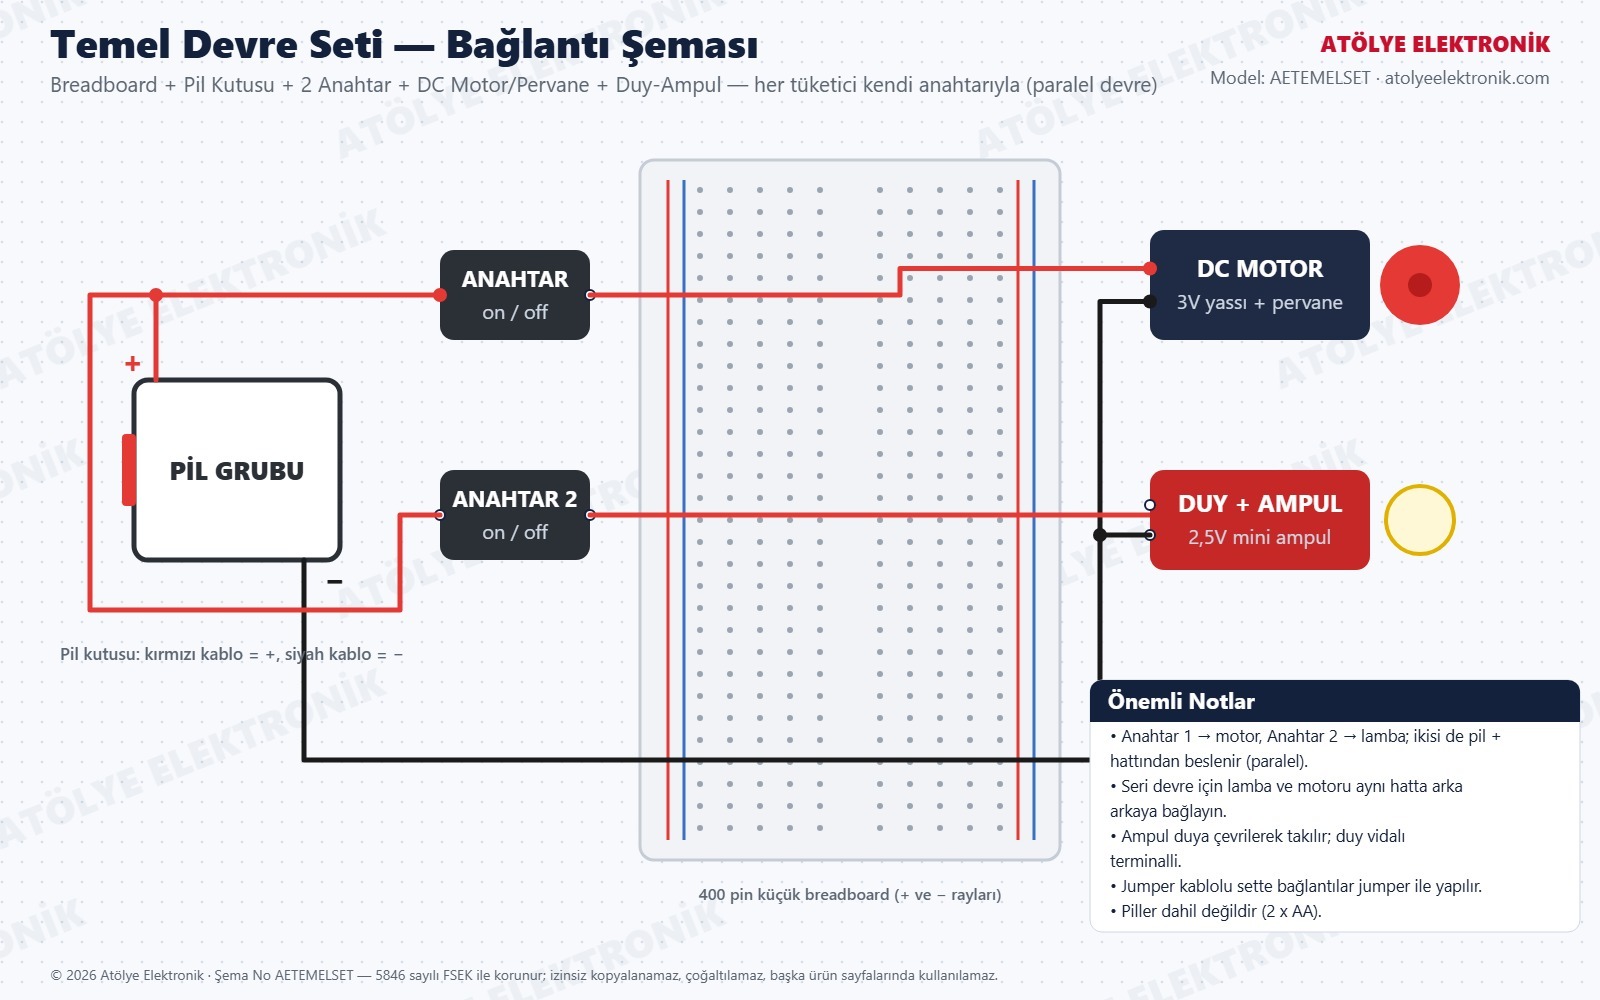 Temel Devre Seti — Bağlantı Şeması
ATÖLYE ELEKTRONİK
Breadboard + Pil Kutusu + 2 Anahtar + DC Motor/Pervane + Duy-Ampul — her tüketici kendi anahtarıyla (paralel devre)
Model: AETEMELSET · atolyeelektronik.com
ANAHTAR
on / off
DC MOTOR
3V yassı + pervane
+
PİL GRUBU
−
ANAHTAR 2
on / off
DUY + AMPUL
2,5V mini ampul
Pil kutusu: kırmızı kablo = +, siyah kablo = −
Önemli Notlar
• Anahtar 1 → motor, Anahtar 2 → lamba; ikisi de pil +
hattından beslenir (paralel).
• Seri devre için lamba ve motoru aynı hatta arka
arkaya bağlayın.
• Ampul duya çevrilerek takılır; duy vidalı
terminalli.
• Jumper kablolu sette bağlantılar jumper ile yapılır.
• Piller dahil değildir (2 x AA).
400 pin küçük breadboard (+ ve − rayları)
© 2026 Atölye Elektronik · Şema No AETEMELSET — 5846 sayılı FSEK ile korunur; izinsiz kopyalanamaz, çoğaltılamaz, başka ürün sayfalarında kullanılamaz.